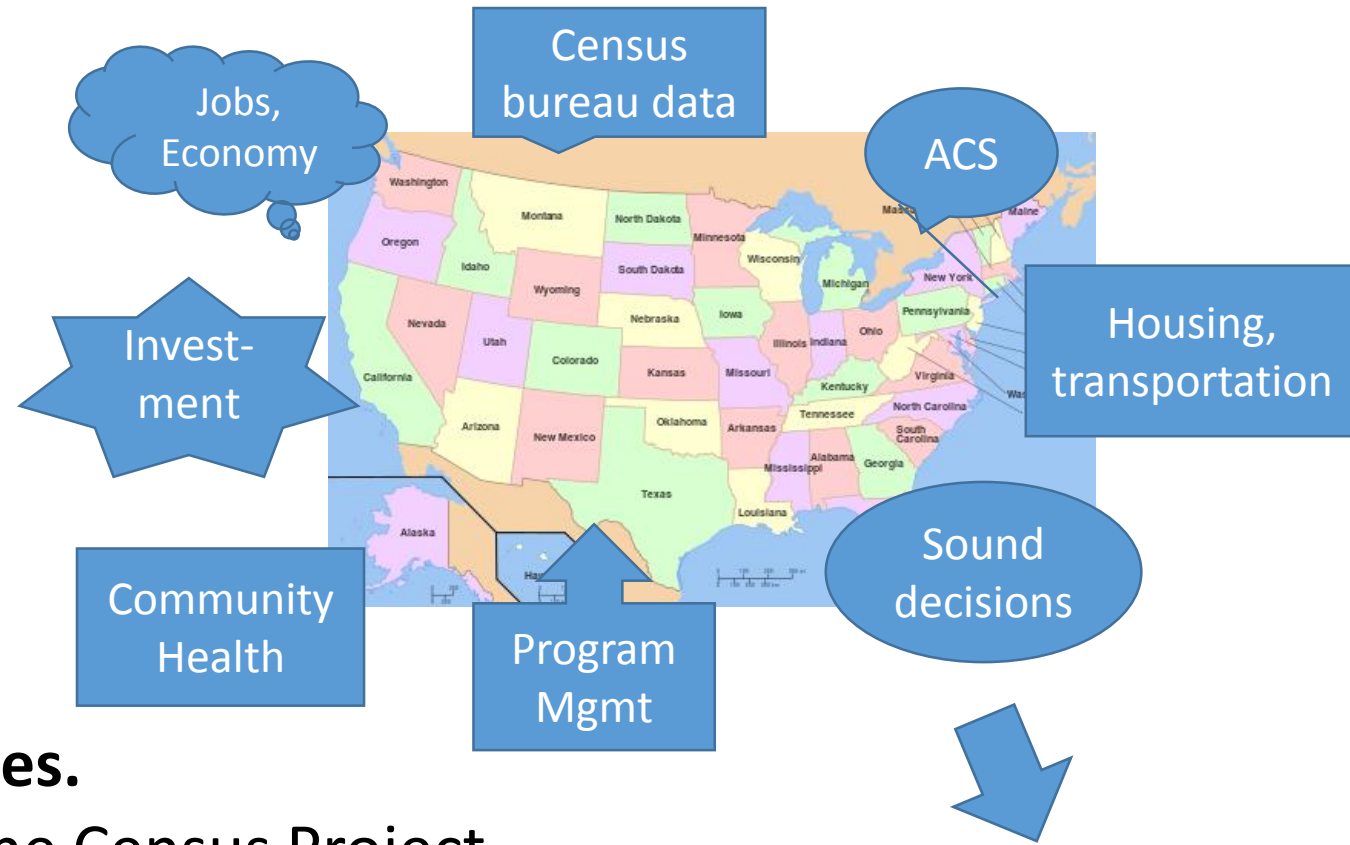 Census
bureau data
Jobs,
Economy
ACS
Washington
Montana
North Dakota
Minnesota
Maine
Oregon
Idaho
South Dakota
Wisconsin
Michigan
New York
Wyoming
Nebraska
Iowa
Pennsylvania
Nevada
Utah
Colorado
Illinois
Indiana
Ohio
California
Kansas
Missouri
Kentucky
Virginia
Arizona
New Mexico
Oklahoma
Arkansas
Tennessee
North Carolina
South
Carolina
Mississippi
Alabama
Georgia
Texas
Louisiana
Alaska
Housing,
transportation
Invest-
ment
Sound
decisions
Community
Health
Program
Mgmt
es.
Census Project